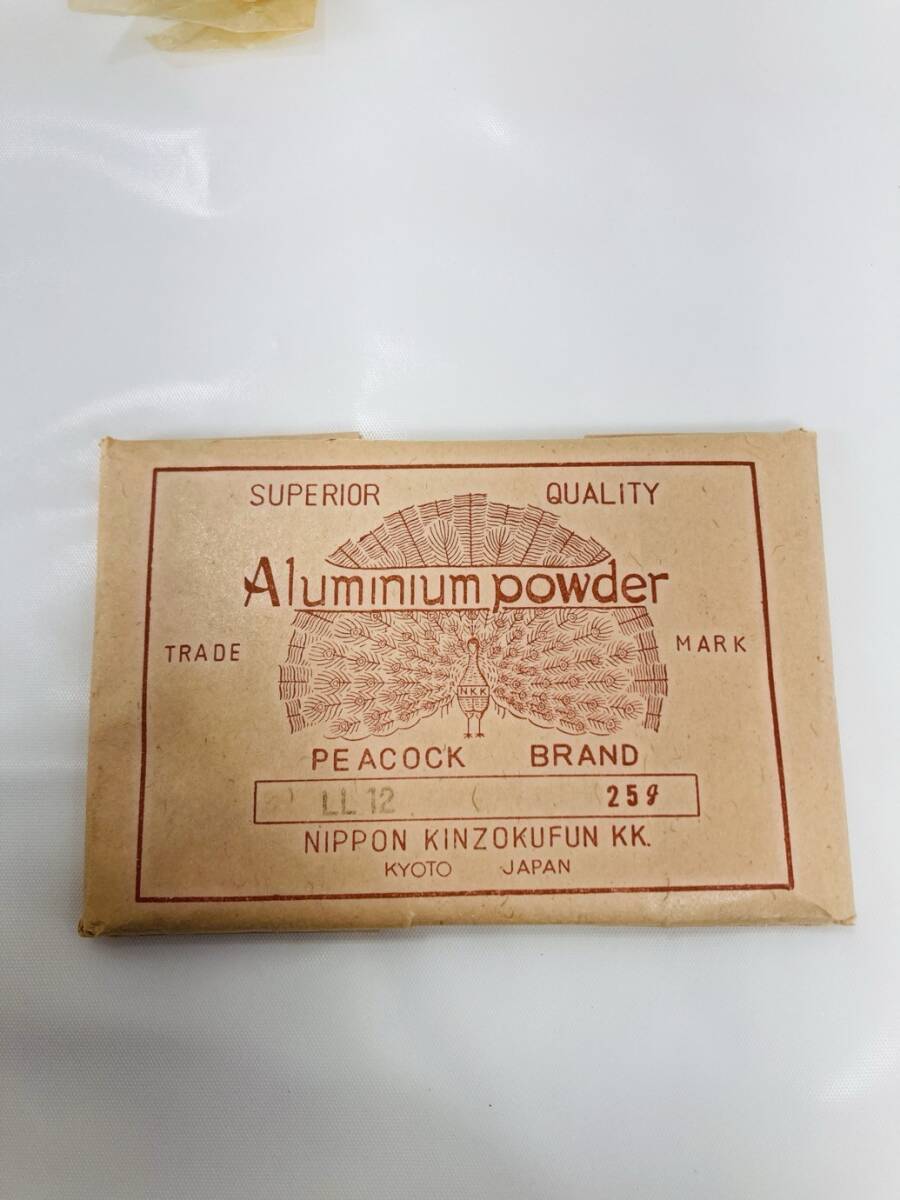 SUPERIOR QUALITY
Aluminium powder
TRADE MARK
NKK
PEACOCK BRAND
LL 12 25g
NIPPON KINZOKUFUN KK.
KYOTO JAPAN